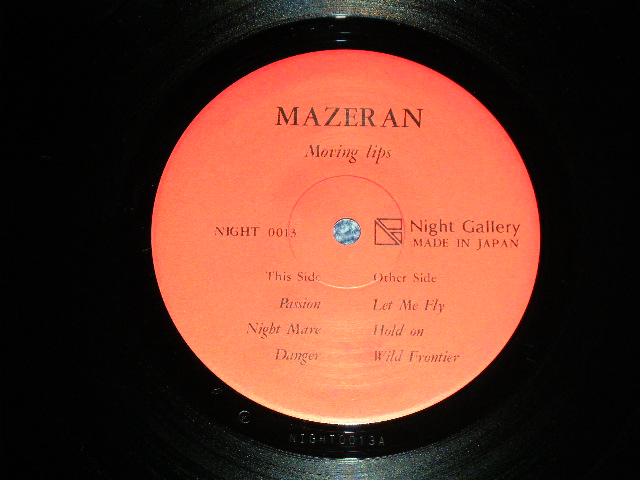 MAZERAN
Moving lips
NIGHT 0013
Night Gallery
MADE IN JAPAN
This Side
Passion
Night Mare
Danger
Other Side
Let Me Fly
Hold on
Wild Frontier
NIGHT0013A